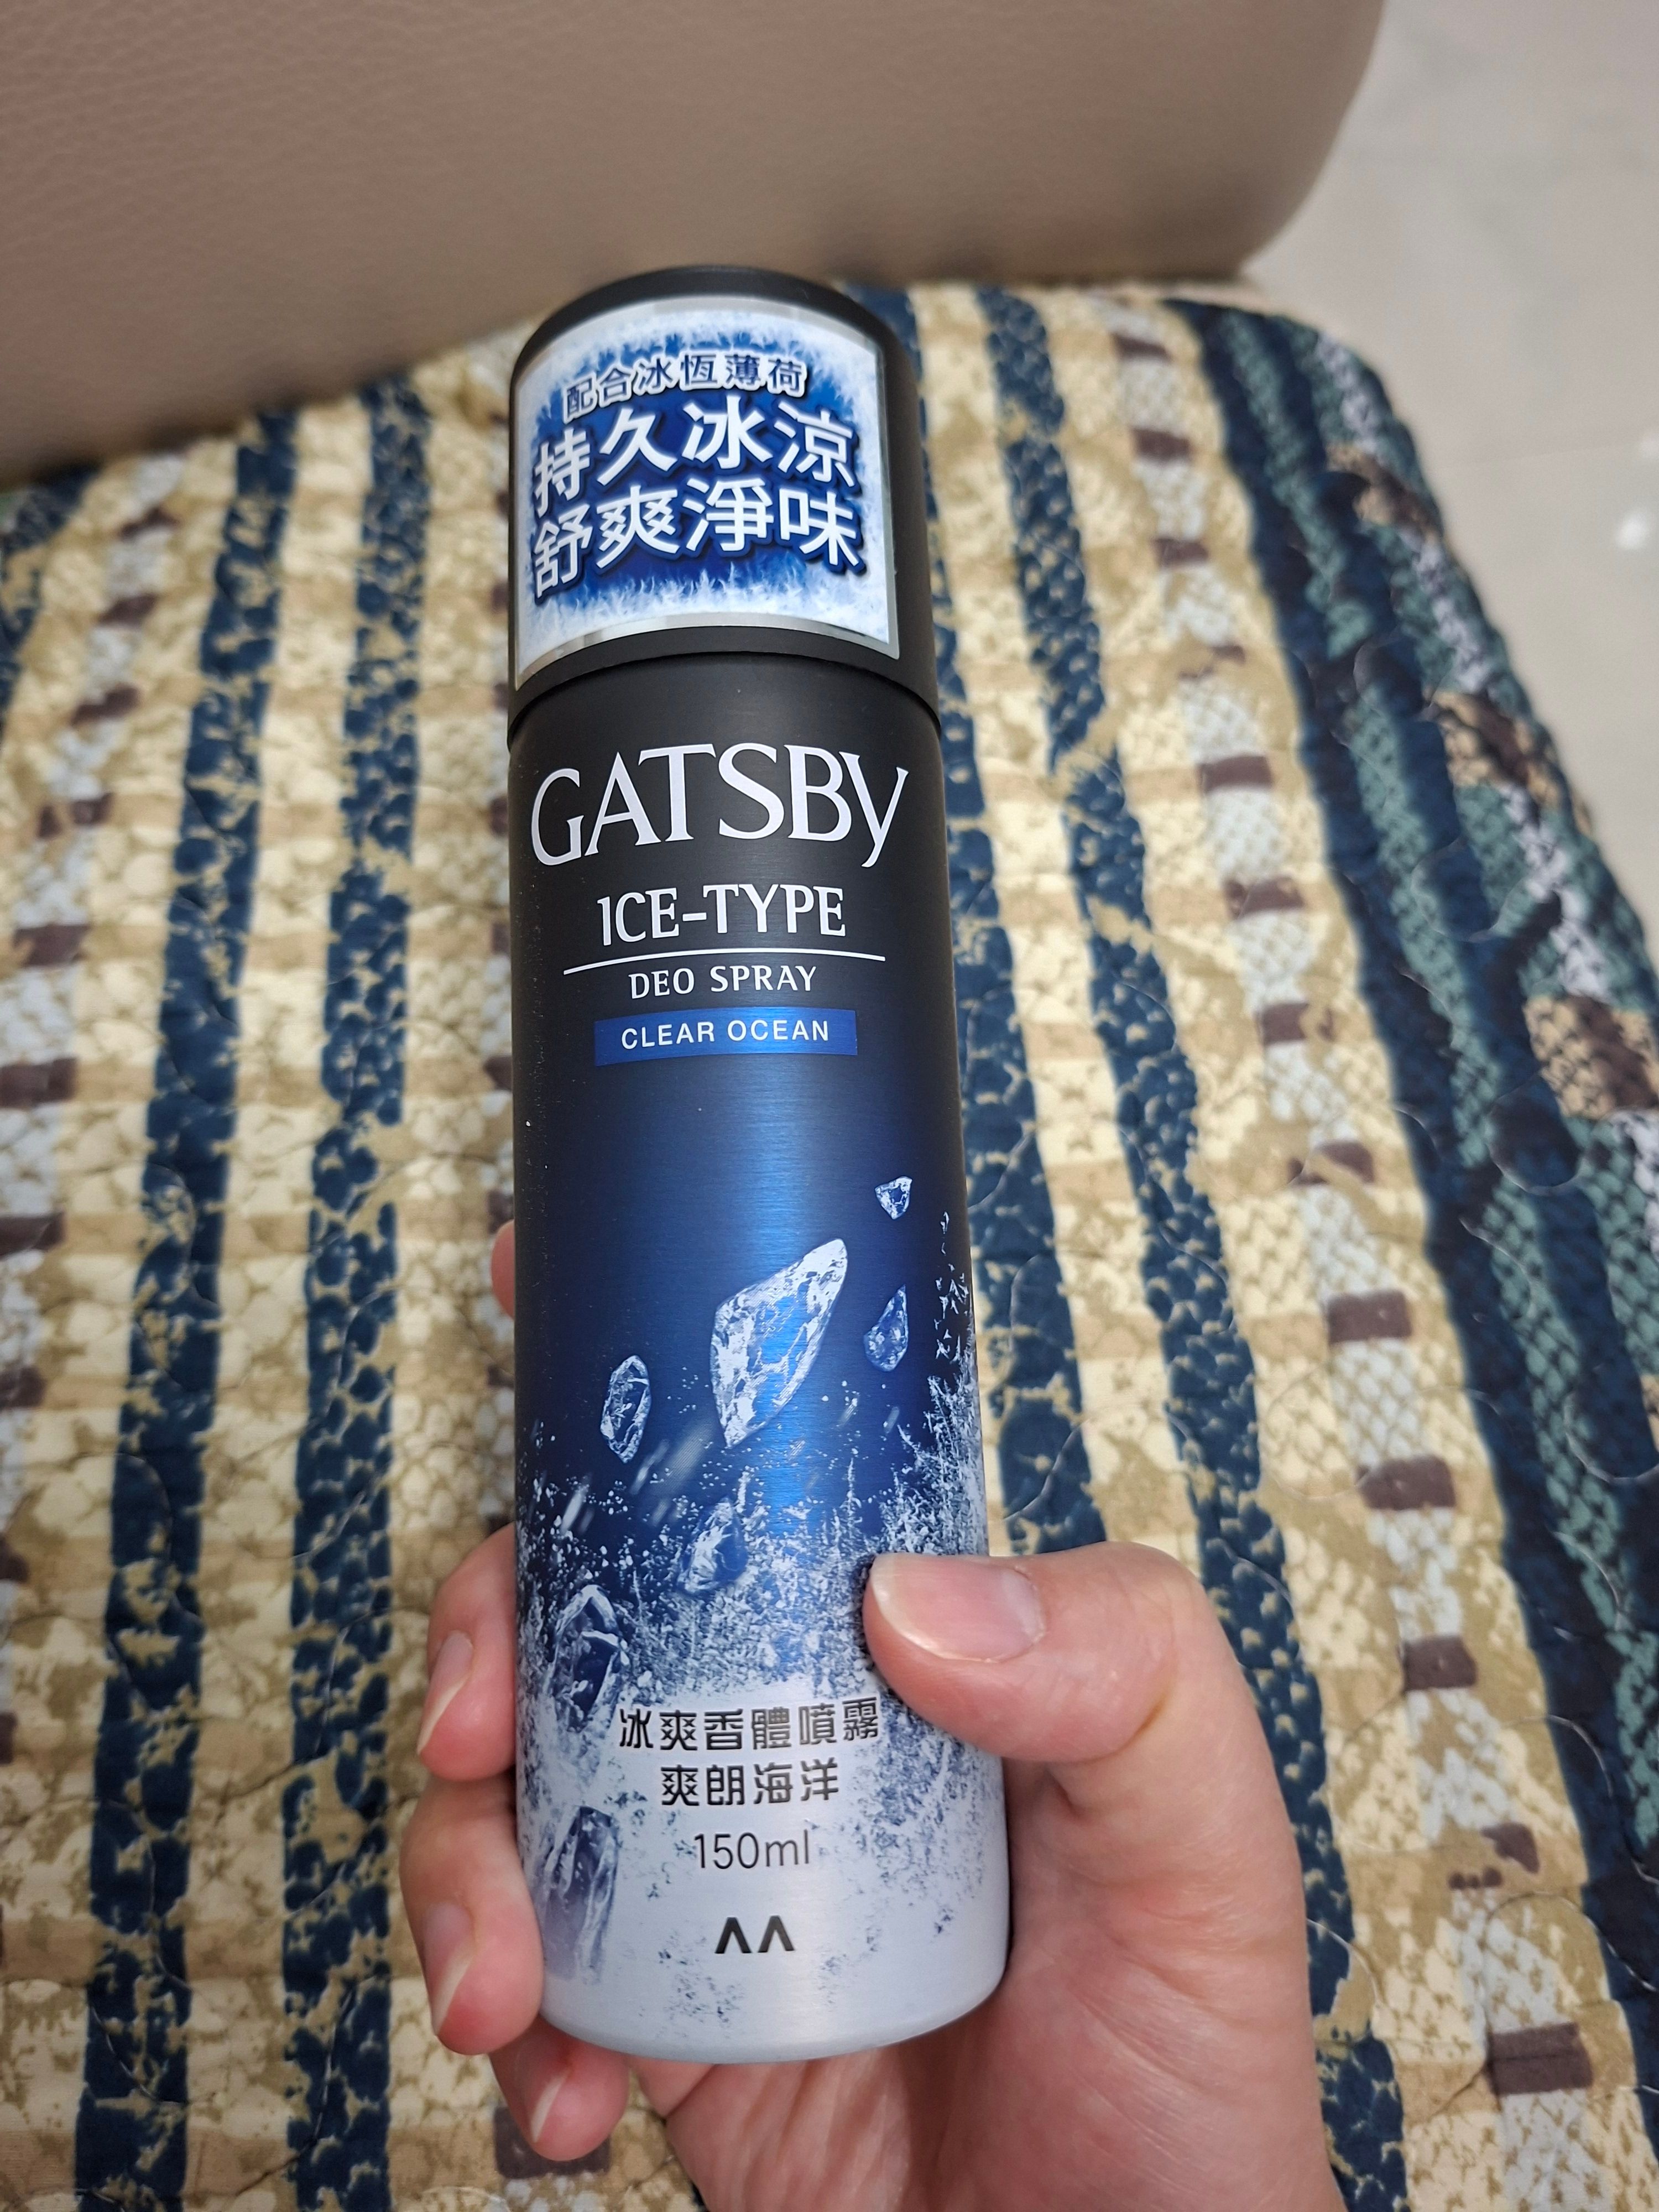 配合冰恆薄荷
持久冰涼
舒爽淨味
GATSBY
ICE-TYPE
DEO SPRAY
CLEAR OCEAN
冰爽香體噴霧
爽朗海洋
150ml